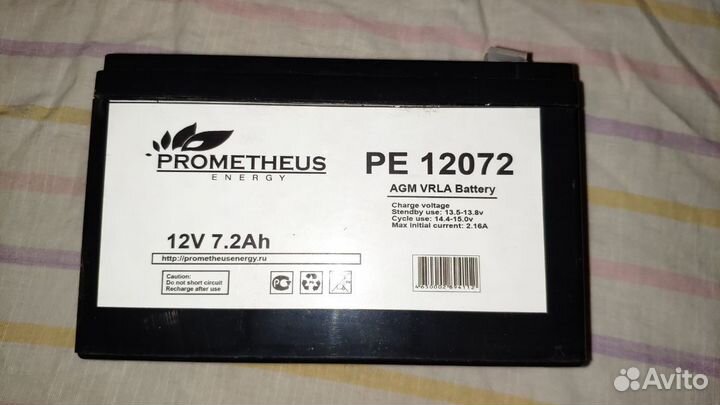 PROMETHEUS
ENERGY
12V 7.2Ah
http://prometheusenergy.ru
Caution:
Do not short circuit
Recharge after use
PE 12072
AGM VRLA Battery
Charge voltage
Stendby use: 13.5-13.8v
Cycle use: 14.4-15.0v
Max initial current: 2.16A
4650002694112
Avito